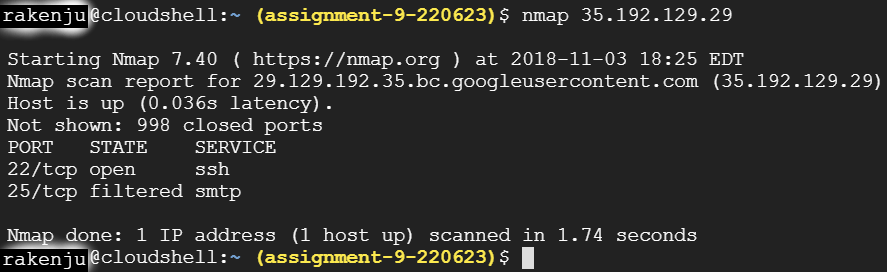 rakenju@cloudshell:~ (assignment-9-220623)$ nmap 35.192.129.29
Starting Nmap 7.40 ( https://nmap.org ) at 2018-11-03 18:25 EDT
Nmap scan report for 29.129.192.35.bc.googleusercontent.com (35.192.129.29)
Host is up (0.036s latency).
Not shown: 998 closed ports
PORT   STATE    SERVICE
22/tcp open     ssh
25/tcp filtered smtp
Nmap done: 1 IP address (1 host up) scanned in 1.74 seconds
rakenju@cloudshell:~ (assignment-9-220623)$